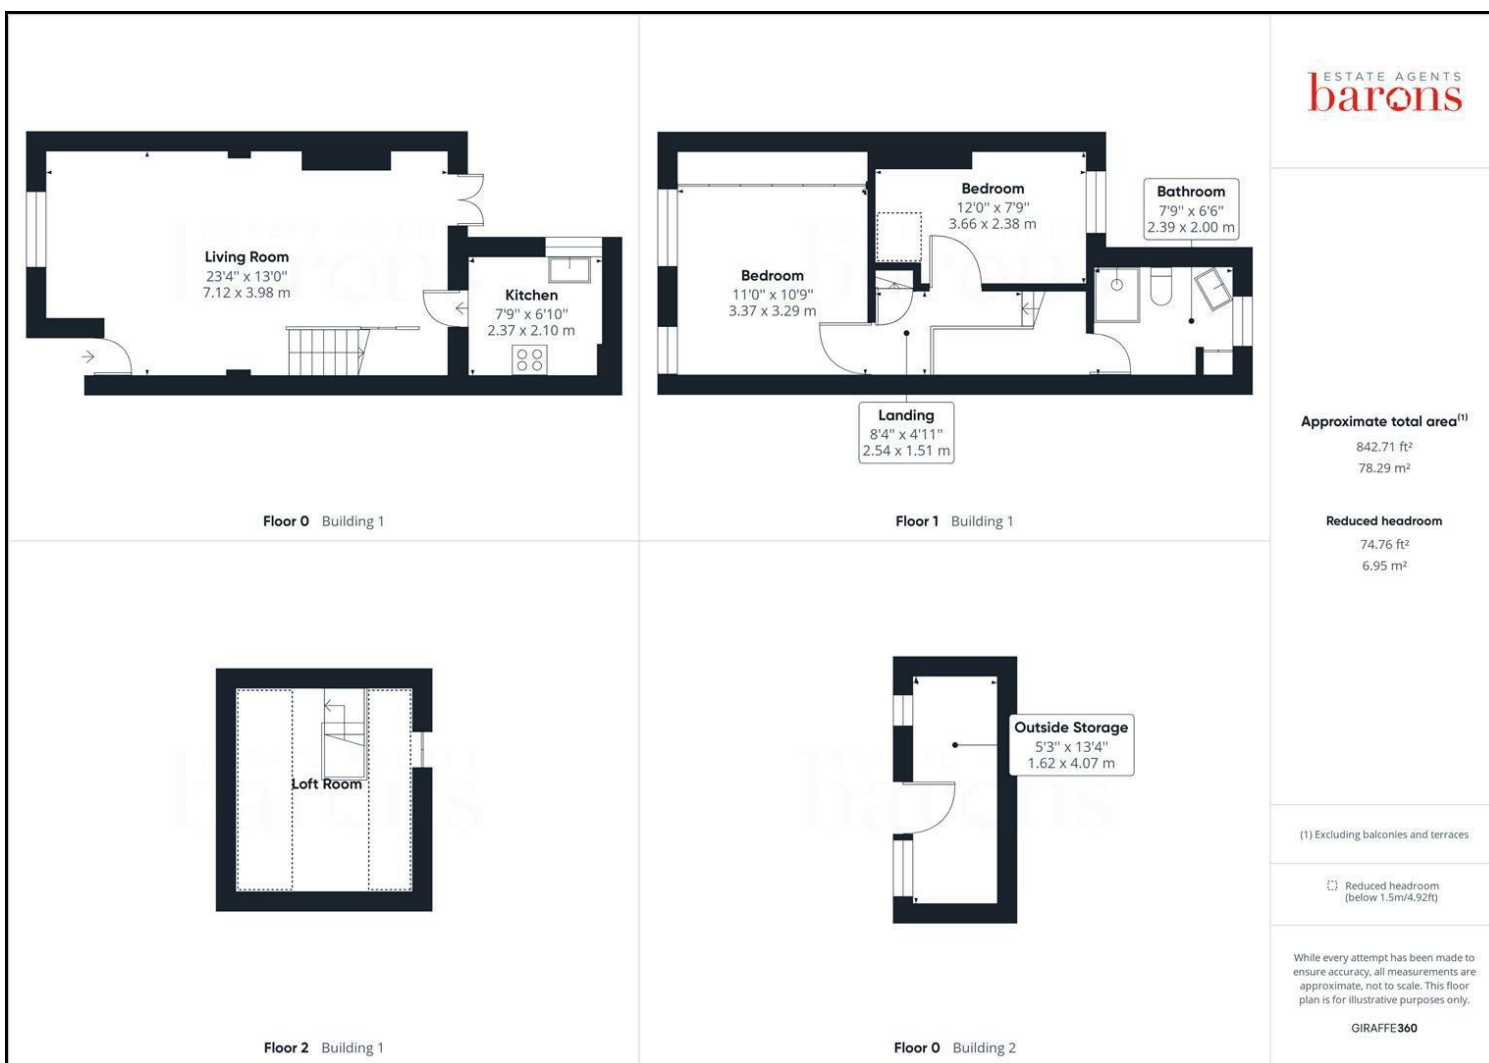 ESTATE AGENTS
barons
Living Room
23'4" x 13'0"
7.12 x 3.98 m
Kitchen
7'9" x 6'10"
2.37 x 2.10 m
Floor 0 Building 1
Bedroom
11'0" x 10'9"
3.37 x 3.29 m
Bedroom
12'0" x 7'9"
3.66 x 2.38 m
Bathroom
7'9" x 6'6"
2.39 x 2.00 m
Landing
8'4" x 4'11"
2.54 x 1.51 m
Floor 1 Building 1
Approximate total area(1)
842.71 ft²
78.29 m²
Reduced headroom
74.76 ft²
6.95 m²
Loft Room
Floor 2 Building 1
Outside Storage
5'3" x 13'4"
1.62 x 4.07 m
Floor 0 Building 2
(1) Excluding balconies and terraces
Reduced headroom
(below 1.5m/4.92ft)
While every attempt has been made to
ensure accuracy, all measurements are
approximate, not to scale. This floor
plan is for illustrative purposes only.
GIRAFFE360